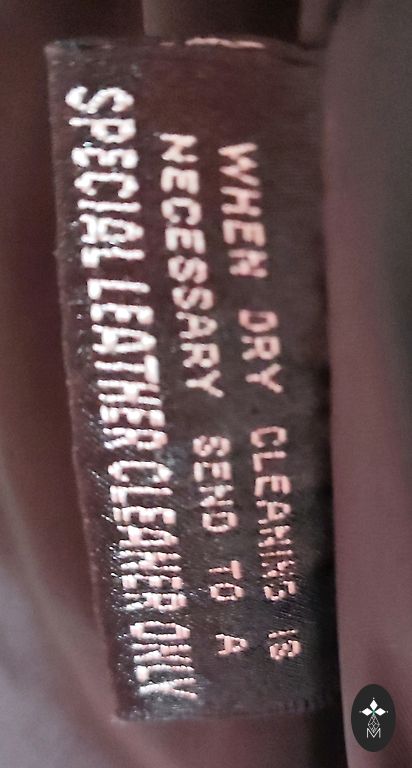 WHEN DRY CLEANING IS
NECESSARY SEND TO A
SPECIAL LEATHER CLEANER ONLY
M